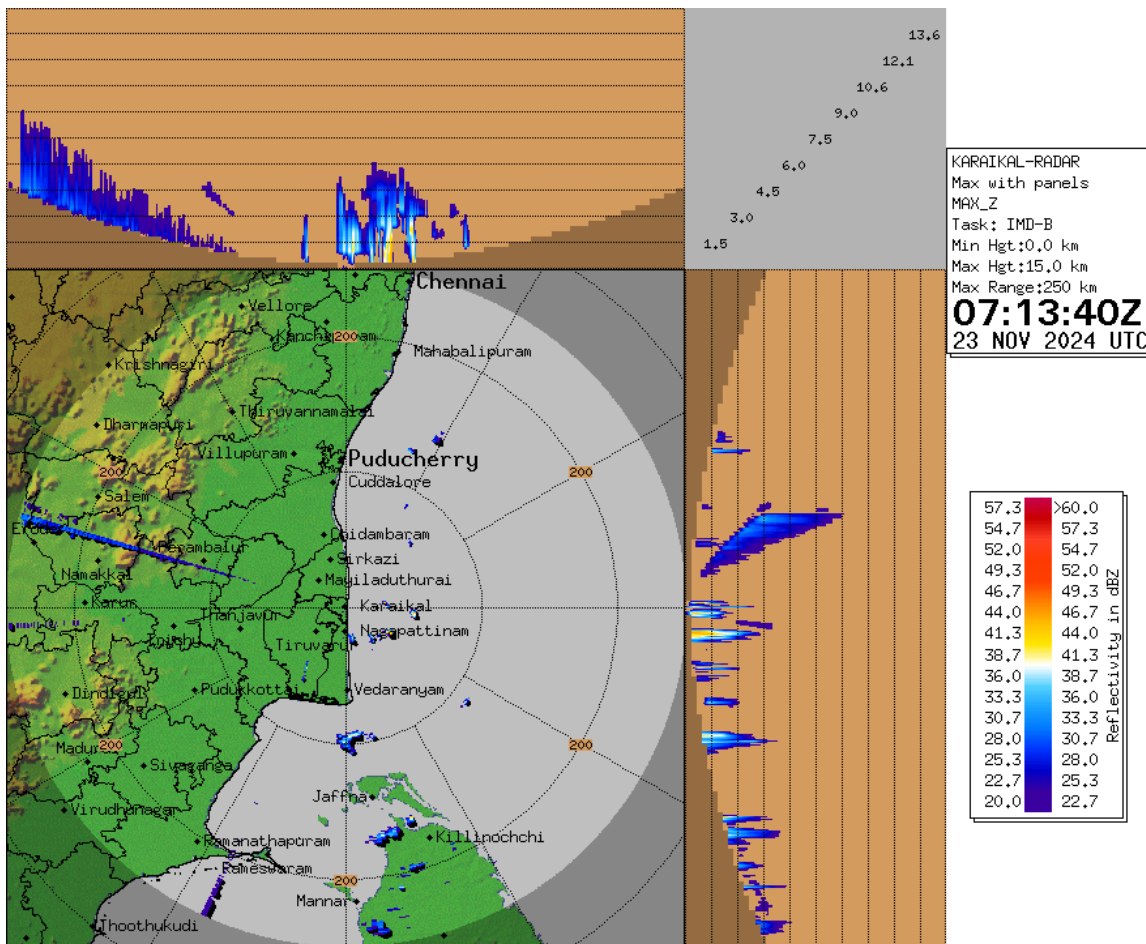 13.6
12.1
10.6
9.0
7.5
6.0
4.5
3.0
1.5
KARAIKAL-RADAR
Max with panels
MAX_Z
Task: IMD-B
Min Hgt:0.0 km
Max Hgt:15.0 km
Max Range:250 km
07:13:40Z
23 NOV 2024 UTC
Chennai
Vellore
200
Mahabalipuram
Krishnagiri
Thiruvannamalai
Dharmapuri
Villupuram
Puducherry
200
200
Cuddalore
Salem
Chidambaram
Perambalur
Sirkazi
Namakkal
Mayiladuthurai
Karur
Karaikal
Thanjavur
Nagapattinam
Tiruvarur
Dindigul
Pudukkottai
Vedaranyam
200
200
Sivaganga
Jaffna
Virudhunagar
Ramanathapuram
Killinochchi
Rameswaram
200
Mannar
Thoothukudi
57.3 >60.0
54.7 57.3
52.0 54.7
49.3 52.0
46.7 49.3
44.0 46.7
41.3 44.0
38.7 41.3
36.0 38.7
33.3 36.0
30.7 33.3
28.0 30.7
25.3 28.0
22.7 25.3
20.0 22.7
Reflectivity in dBZ